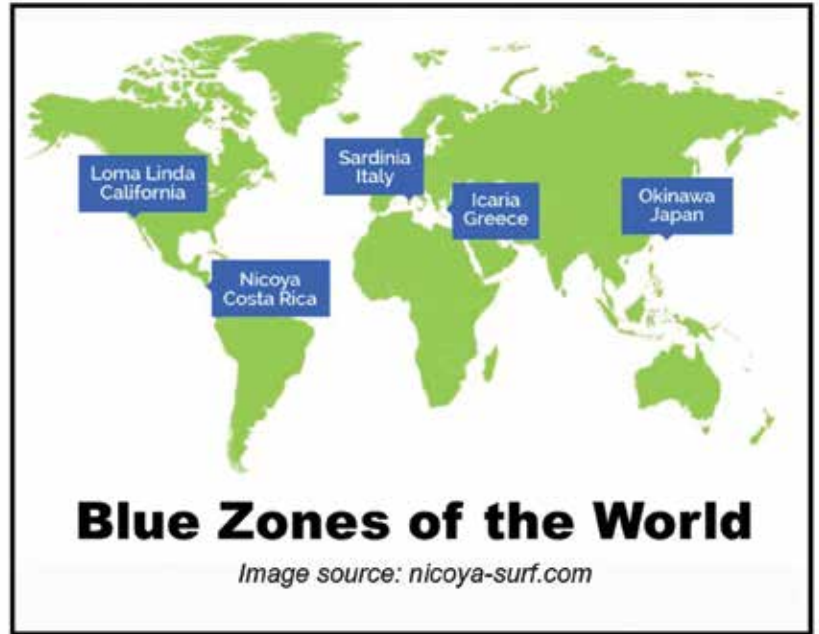 Loma Linda
California
Sardinia
Italy
Icaria
Greece
Okinawa
Japan
Nicoya
Costa Rica
Blue Zones of the World
Image source: nicoya-surf.com